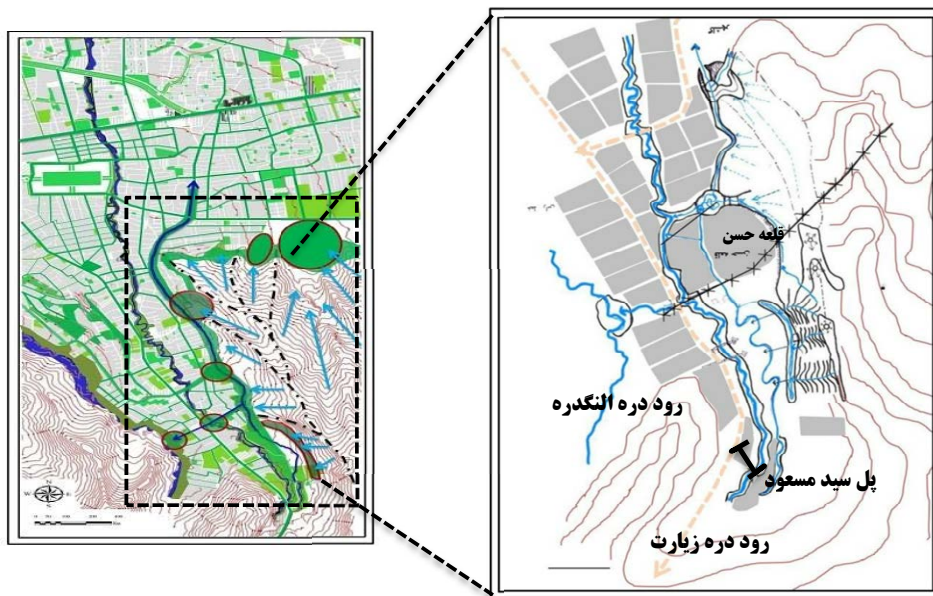 قلعه حسن
رود دره النگدره
پل سید مسعود
رود دره زیارت
N
W
E
S